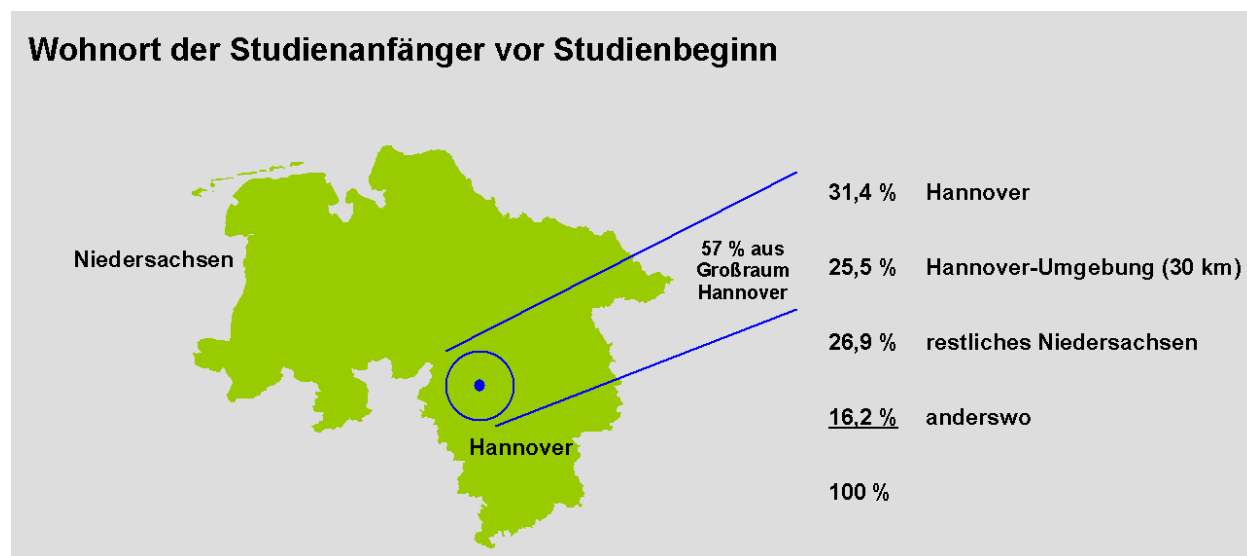 Wohnort der Studienanfänger vor Studienbeginn
Niedersachsen
Hannover
57 % aus
Großraum
Hannover
31,4 % Hannover
25,5 % Hannover-Umgebung (30 km)
26,9 % restliches Niedersachsen
16,2 % anderswo
100 %